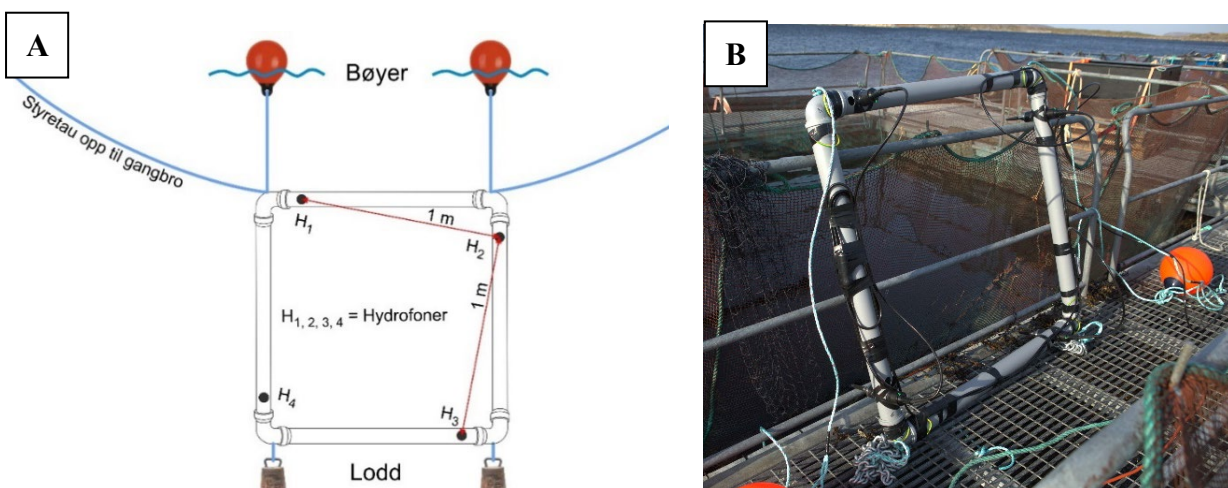 A
Bøyer
Styretau opp til gangbro
H1
1 m
H2
1 m
H1, 2, 3, 4 = Hydrofoner
H4
H3
Lodd
B